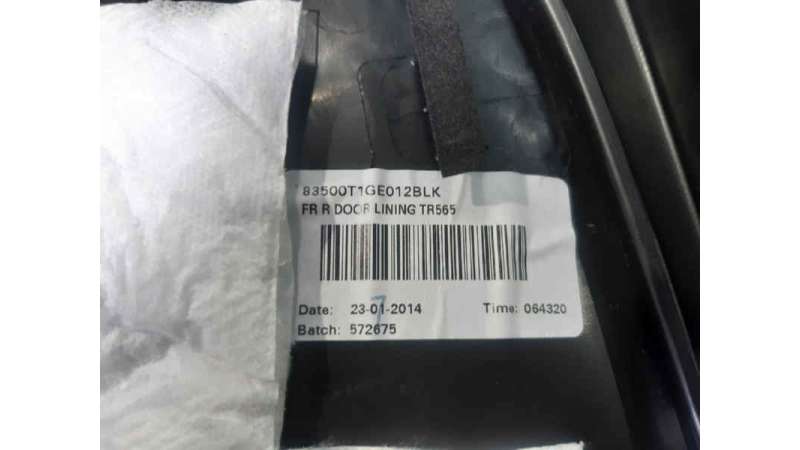 83500T1GE012BLK
FR R DOOR LINING TR565
Date: 23-01-2014 Time: 064320
Batch: 572675